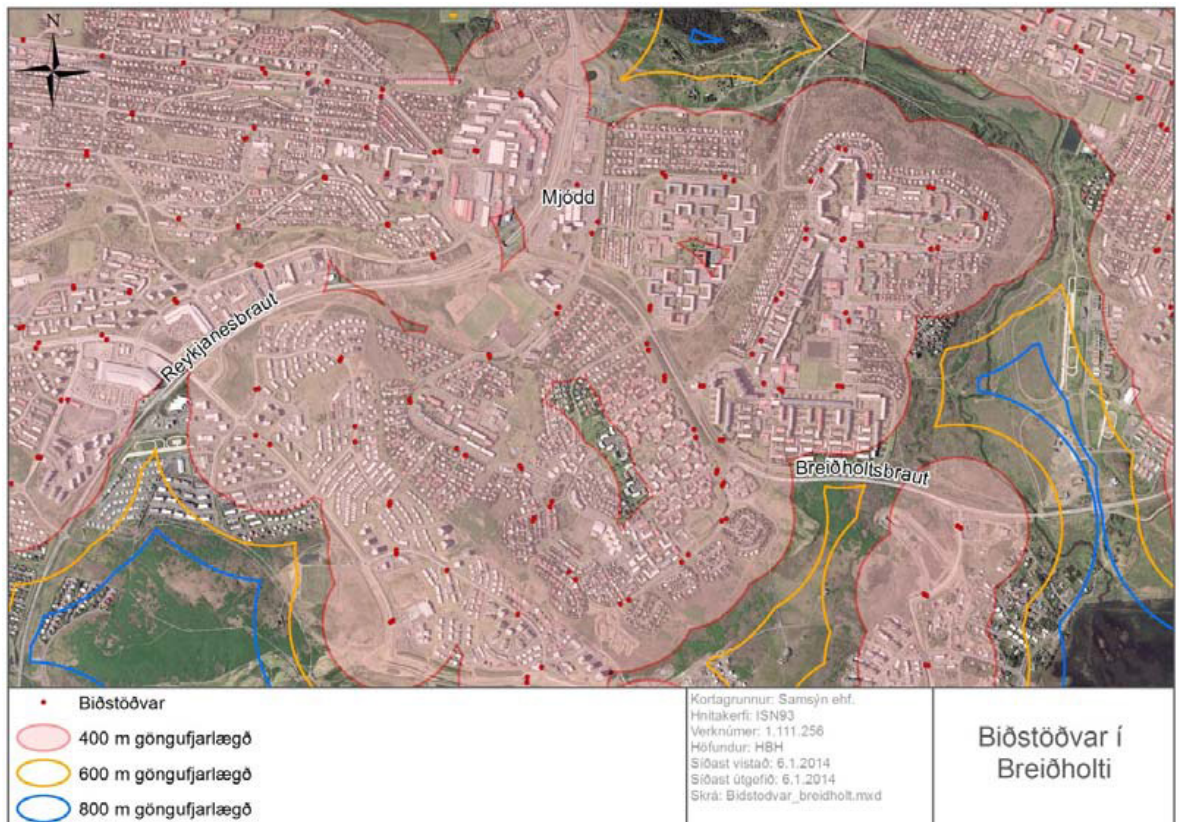 N
Mjódd
Reykjanesbraut
Breiðholtsbraut
Biðstöðvar
400 m göngufjarlægð
600 m göngufjarlægð
800 m göngufjarlægð
Kortagrunnur: Samsýn ehf.
Hnitakerfi: ISN93
Verknúmer: 1.111.256
Höfundur: HBH
Síðast vistað: 6.1.2014
Síðast útgefið: 6.1.2014
Skrá: Bidstodvar_breidholt.mxd
Biðstöðvar í
Breiðholti